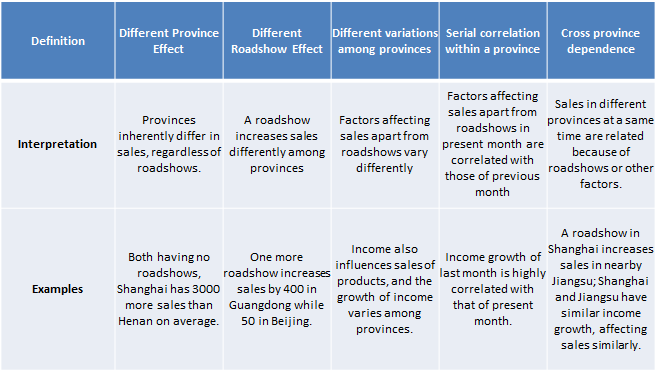 Definition
Different Province
Effect
Different
Roadshow Effect
Different variations
among provinces
Serial correlation
within a province
Cross province
dependence
Interpretation
Provinces
inherently differ in
sales, regardless of
roadshows.
A roadshow
increases sales
differently among
provinces
Factors affecting
sales apart from
roadshows vary
differently
Factors affecting
sales apart from
roadshows in
present month are
correlated with
those of previous
month
Sales in different
provinces at a same
time are related
because of
roadshows or other
factors.
Examples
Both having no
roadshows,
Shanghai has 3000
more sales than
Henan on average.
One more
roadshow increases
sales by 400 in
Guangdong while
50 in Beijing.
Income also
influences sales of
products, and the
growth of income
varies among
provinces.
Income growth of
last month is highly
correlated with
that of present
month.
A roadshow in
Shanghai increases
sales in nearby
Jiangsu; Shanghai
and Jiangsu have
similar income
growth, affecting
sales similarly.